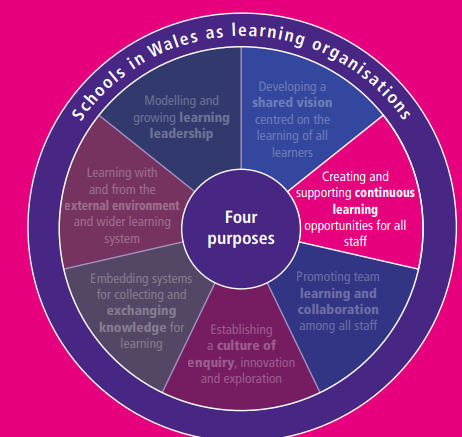 Schools in Wales as learning organisations
Developing a
shared vision
centred on the
learning of all
learners
Creating and
supporting continuous
learning
opportunities for all
staff
Promoting team
learning and
collaboration
among all staff
Establishing
a culture of
enquiry, innovation
and exploration
Embedding systems
for collecting and
exchanging
knowledge for
learning
Learning with
and from the
external environment
and wider learning
system
Modelling and
growing learning
leadership
Four
purposes